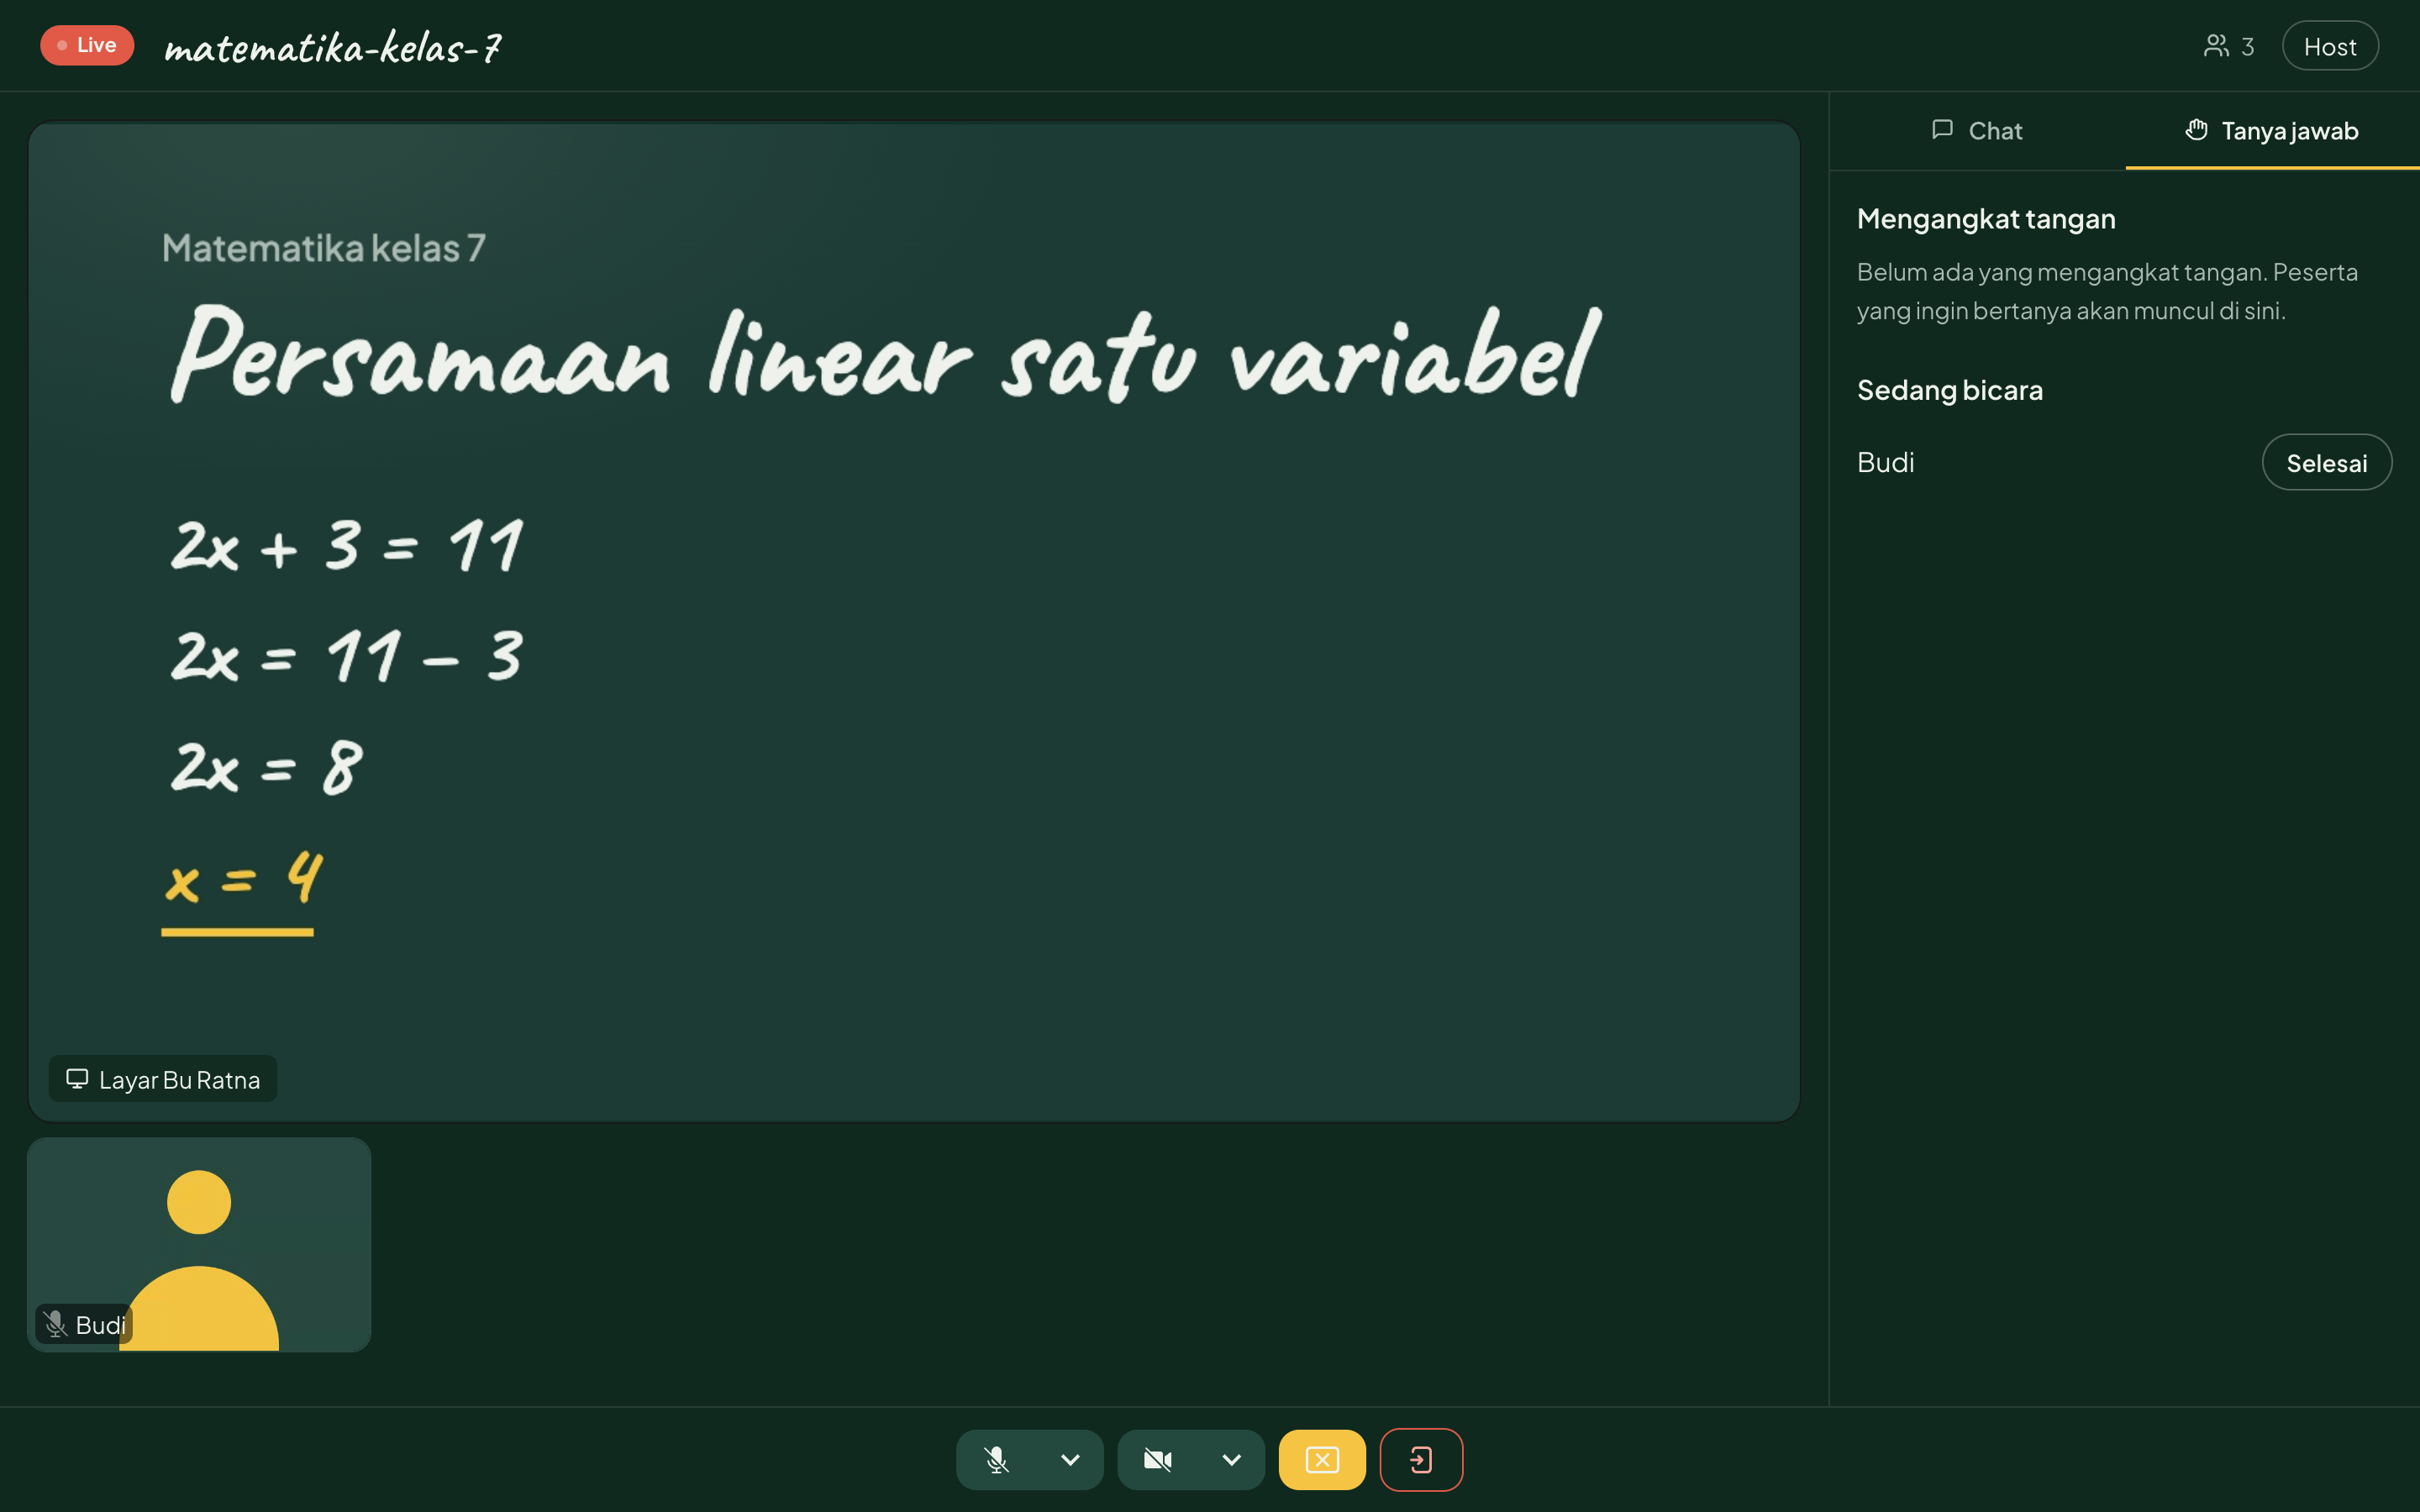 Live
matematika-kelas-7
3
Host
Chat
Tanya jawab
Matematika kelas 7
Persamaan linear satu variabel
2x + 3 = 11
2x = 11 – 3
2x = 8
x = 4
Layar Bu Ratna
Budi
Mengangkat tangan
Belum ada yang mengangkat tangan. Peserta
yang ingin bertanya akan muncul di sini.
Sedang bicara
Budi
Selesai